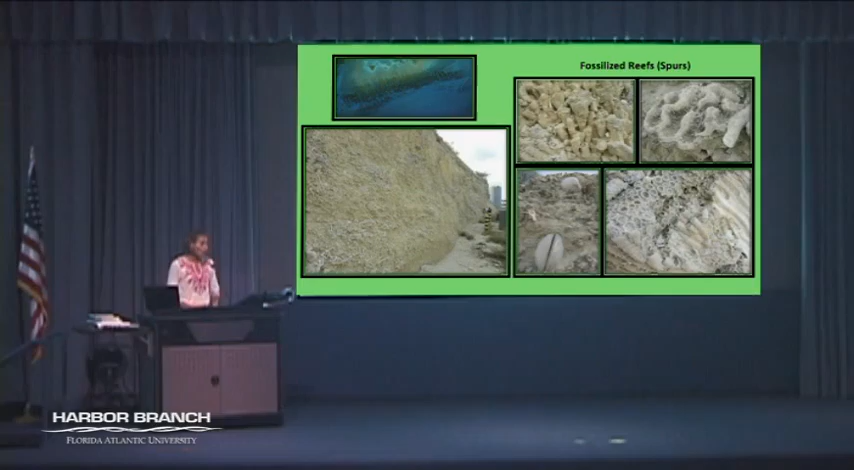 Fossilized Reefs (Spurs)
HARBOR BRANCH
FLORIDA ATLANTIC UNIVERSITY